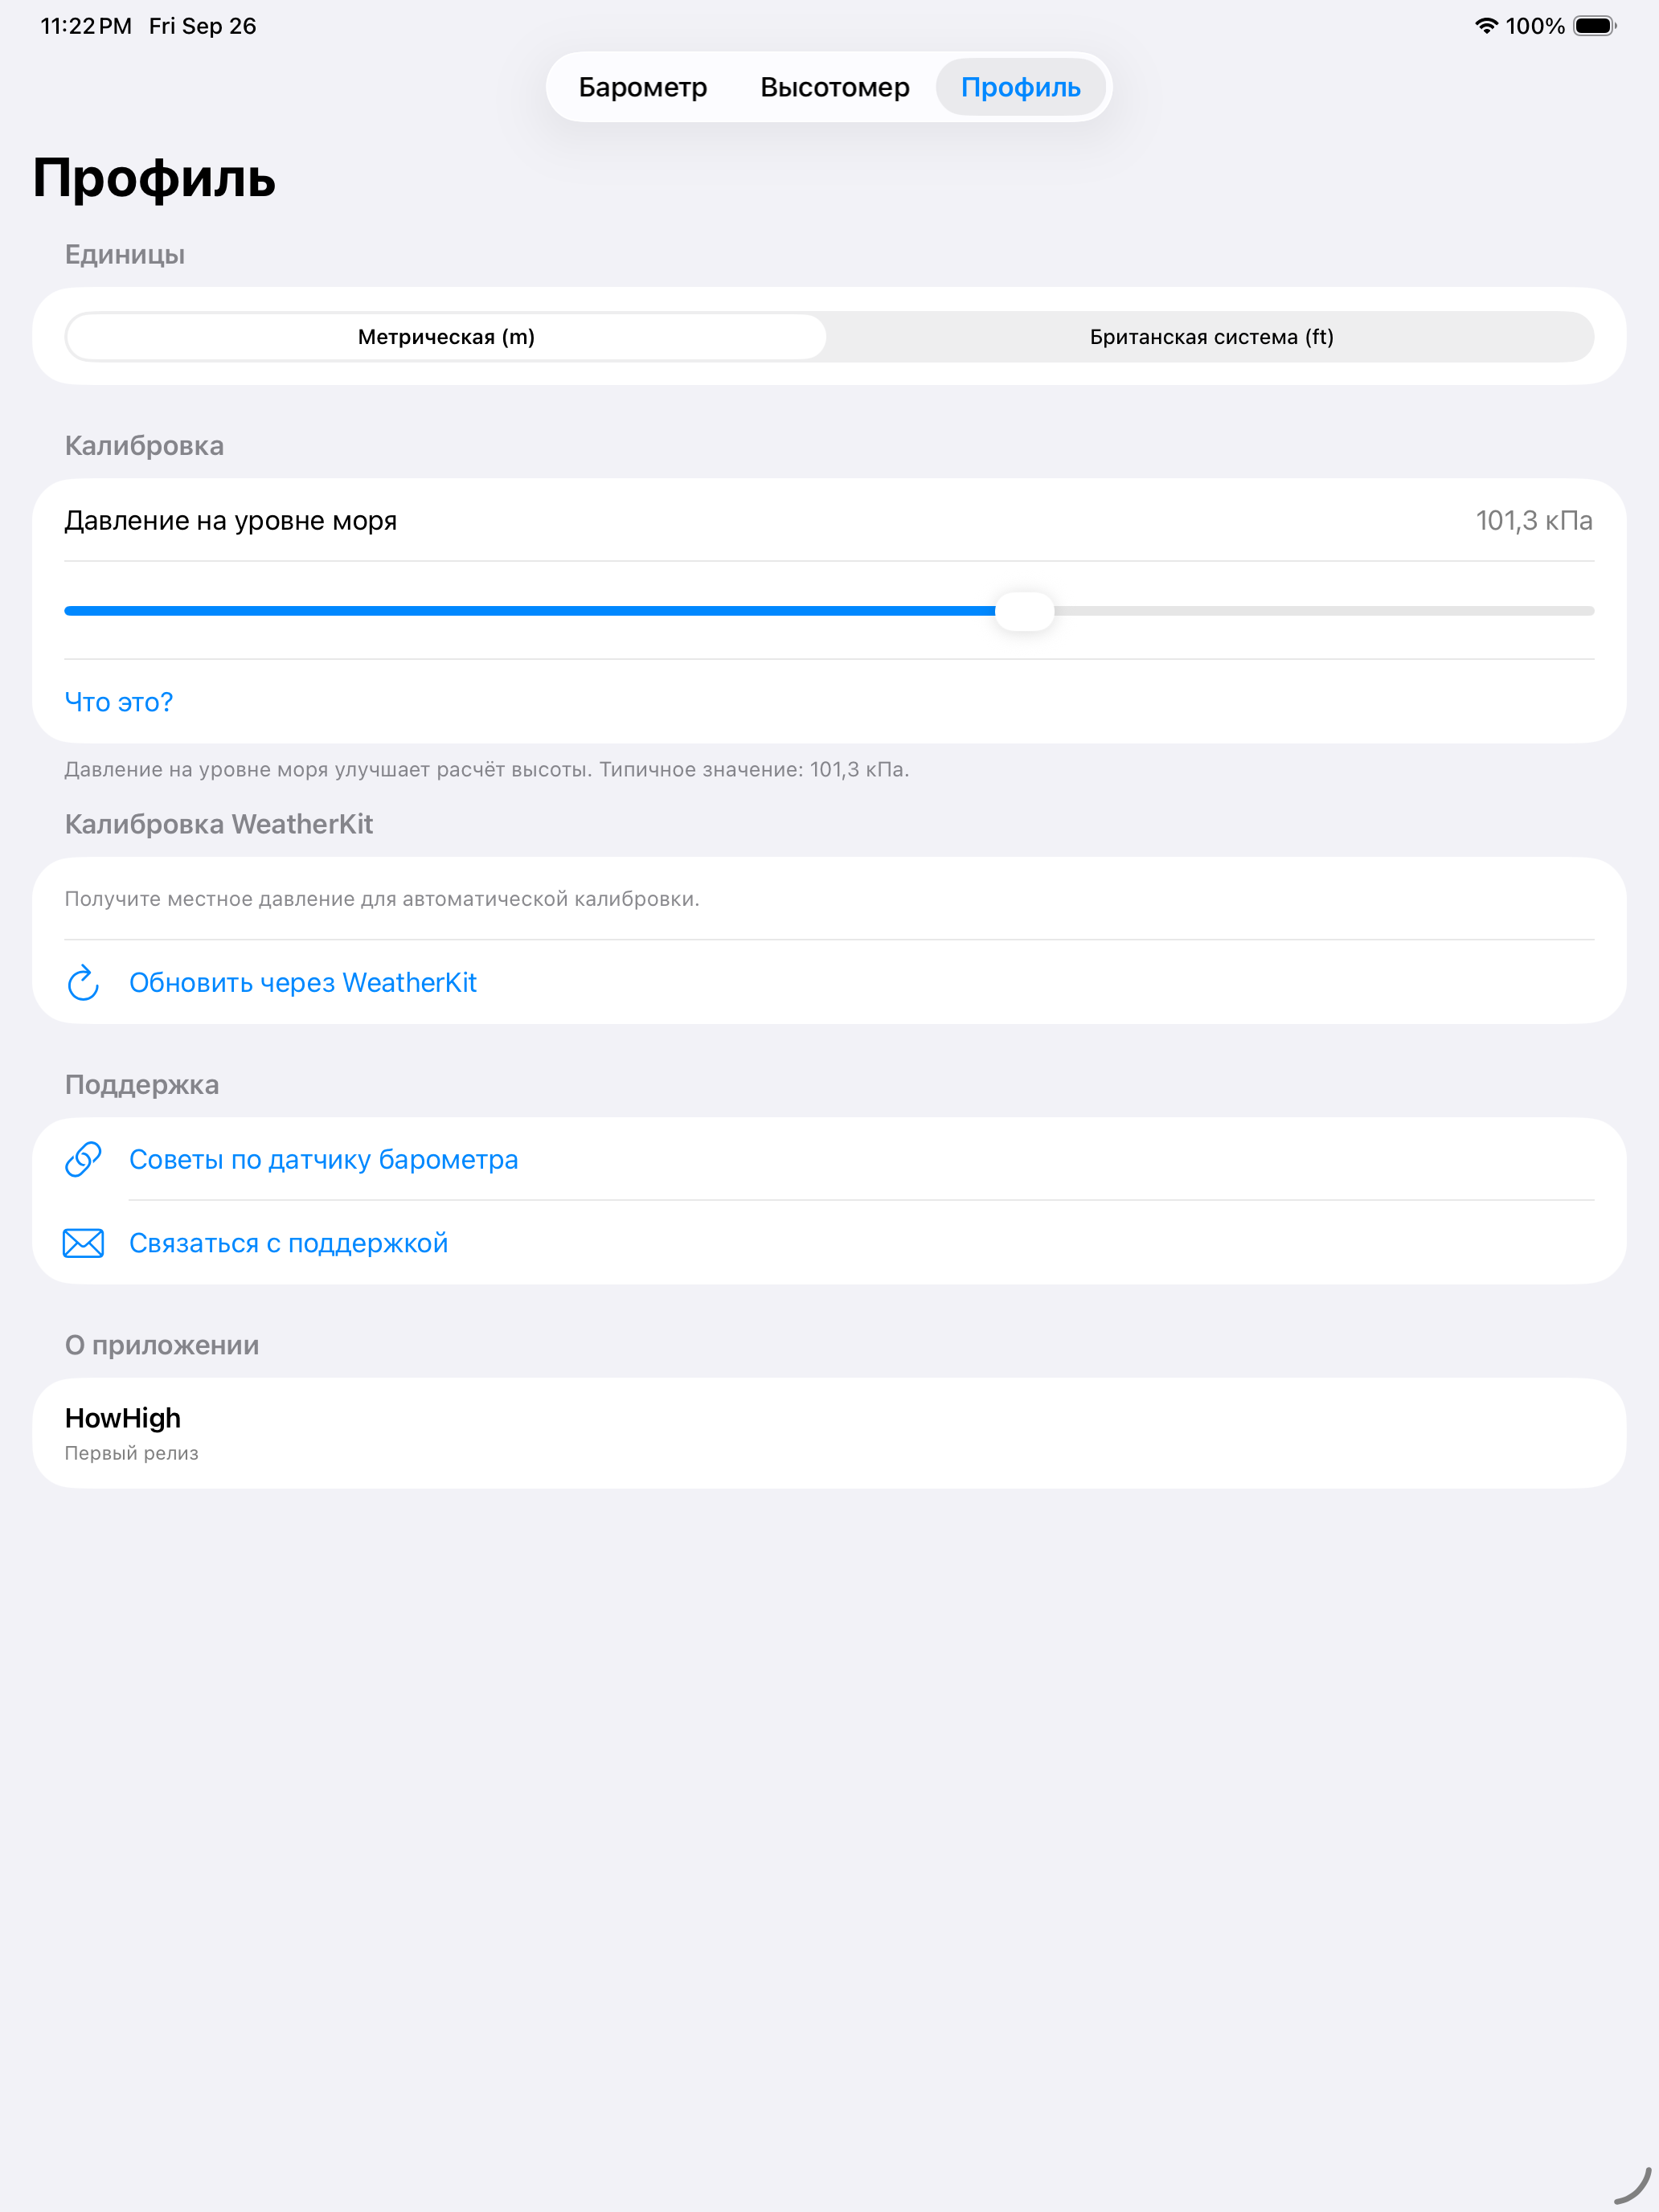 11:22 PM Fri Sep 26
100%
Барометр Высотомер Профиль
Профиль
Единицы
Метрическая (m) Британская система (ft)
Калибровка
Давление на уровне моря 101,3 кПа
Что это?
Давление на уровне моря улучшает расчёт высоты. Типичное значение: 101,3 кПа.
Калибровка WeatherKit
Получите местное давление для автоматической калибровки.
Обновить через WeatherKit
Поддержка
Советы по датчику барометра
Связаться с поддержкой
О приложении
HowHigh
Первый релиз